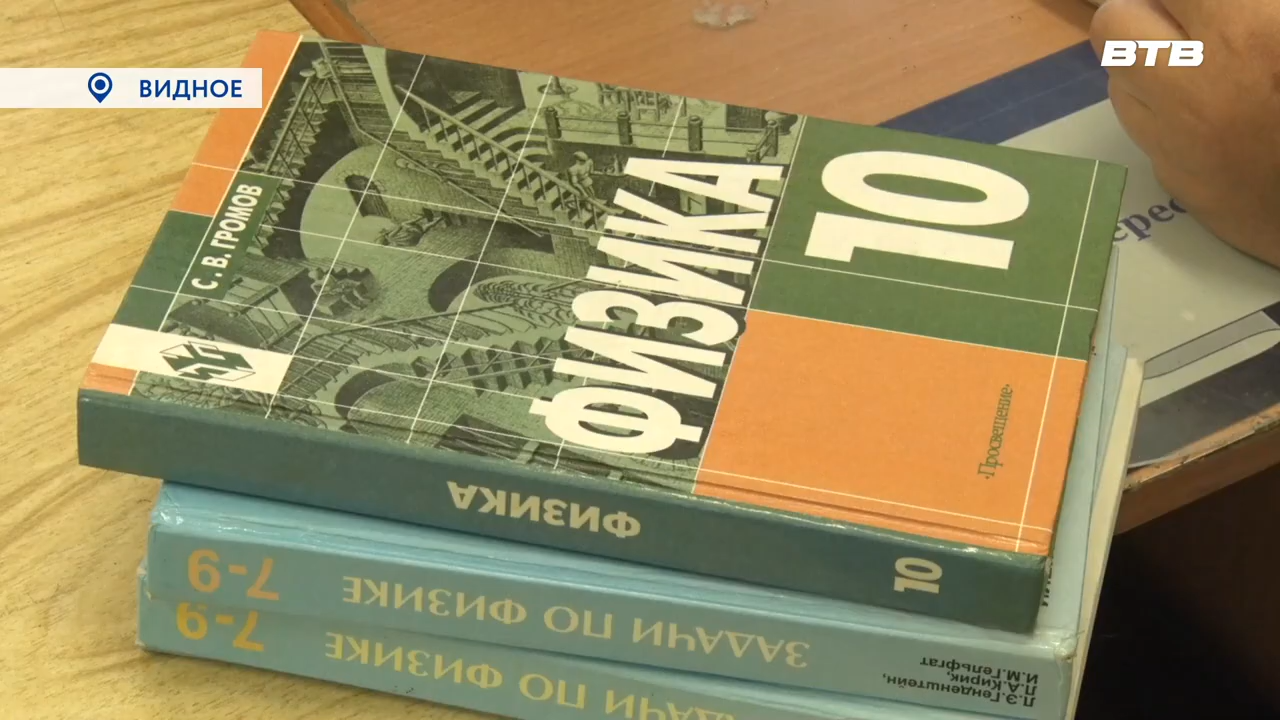 ВИДНОЕ
ВТВ
С. В. ГРОМОВ
ФИЗИКА
10
«Просвещение»
ФИЗИКА
10
ЗАДАЧИ ПО ФИЗИКЕ
7-9
Л.Э.Генденштейн,
Л.А.Кирик,
И.М.Гельфгат
ЗАДАЧИ ПО ФИЗИКЕ
7-9